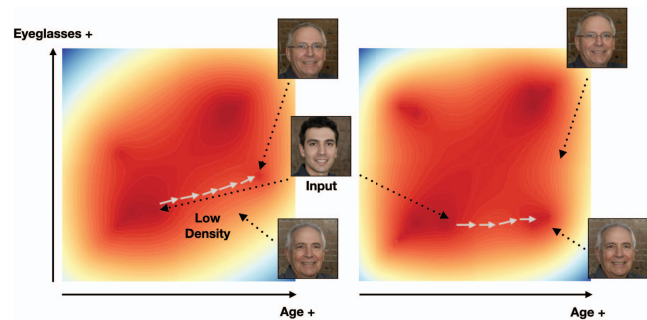 Eyeglasses +
Input
Low
Density
Age +
Age +